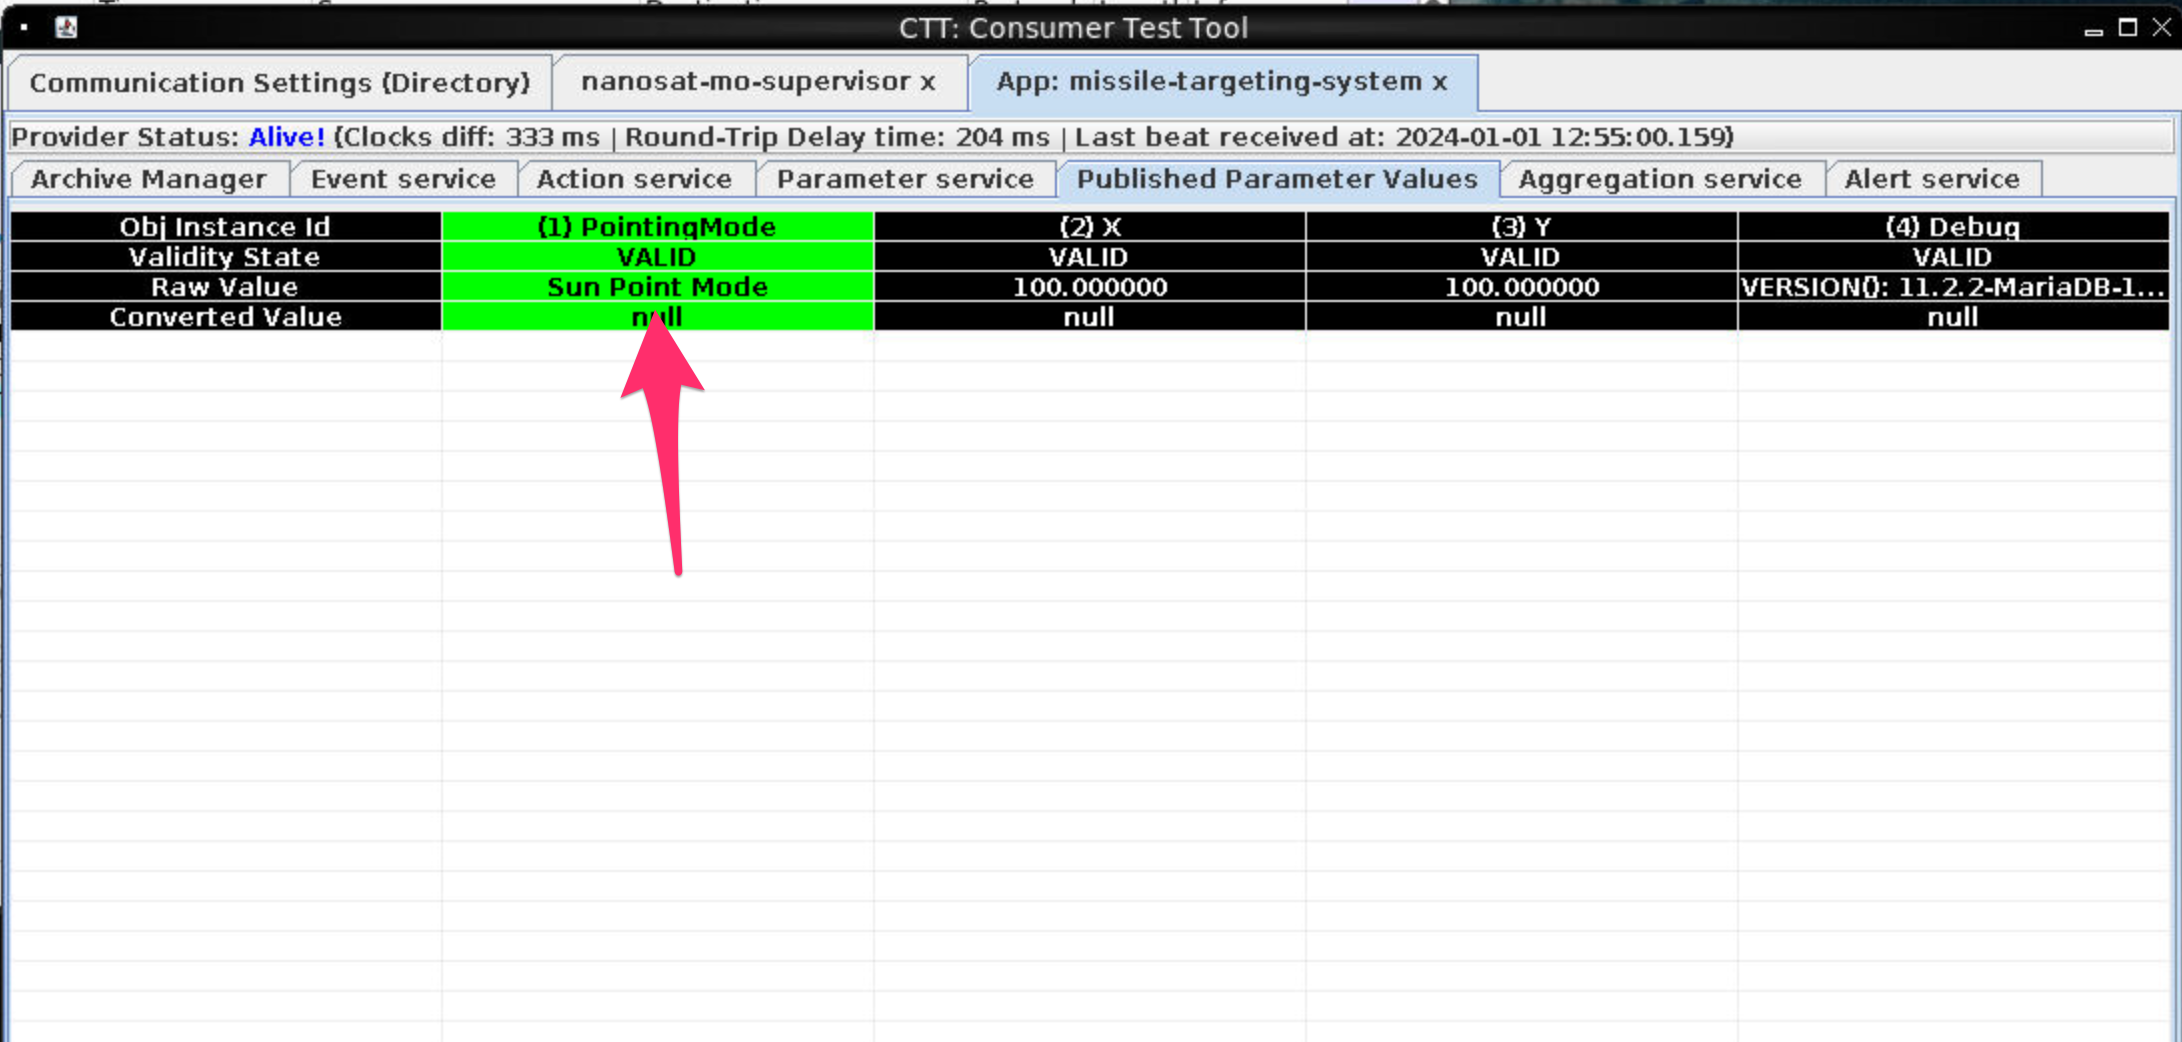 CTT: Consumer Test Tool
Communication Settings (Directory)
nanosat-mo-supervisor x
App: missile-targeting-system x
Provider Status: Alive! (Clocks diff: 333 ms | Round-Trip Delay time: 204 ms | Last beat received at: 2024-01-01 12:55:00.159)
Archive Manager
Event service
Action service
Parameter service
Published Parameter Values
Aggregation service
Alert service
Obj Instance Id (1) PointingMode (2) X (3) Y (4) Debug
Validity State VALID VALID VALID VALID
Raw Value Sun Point Mode 100.000000 100.000000 VERSION(): 11.2.2-MariaDB-1...
Converted Value null null null null